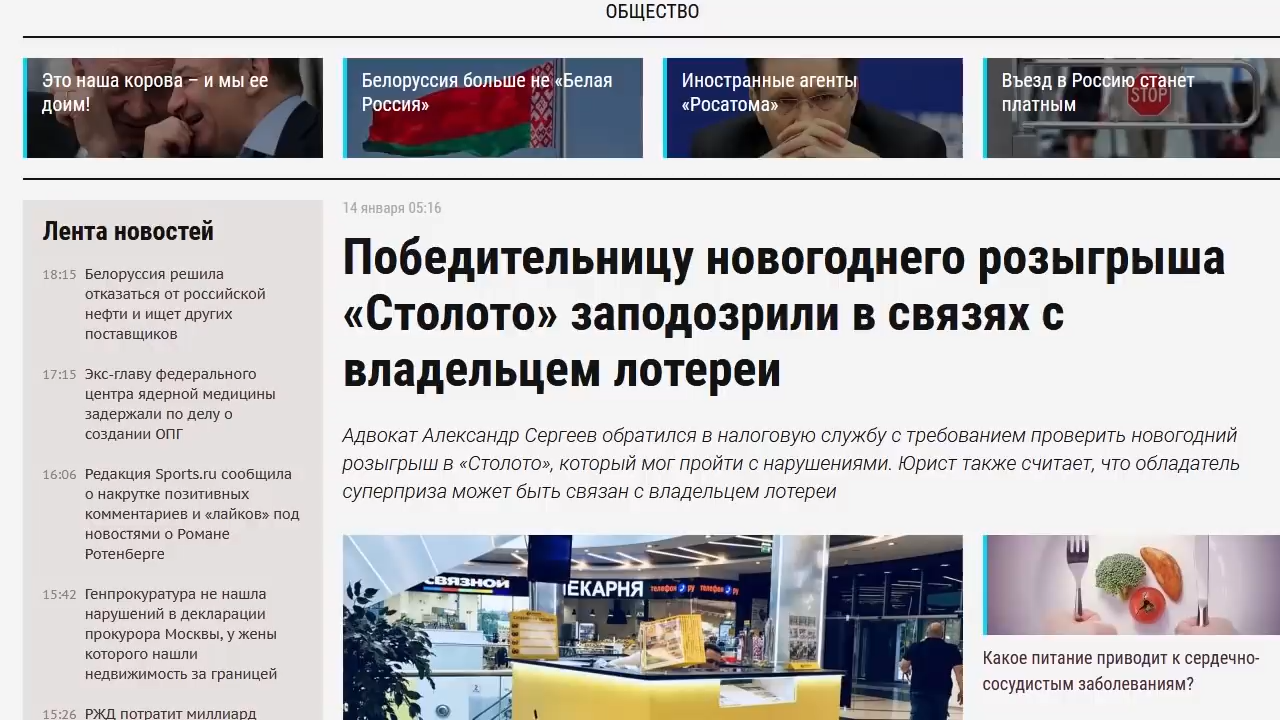 ОБЩЕСТВО
Это наша корова – и мы ее
доим!
Белоруссия больше не «Белая
Россия»
Иностранные агенты
«Росатома»
Въезд в Россию станет
платным
STOP
Лента новостей
18:15 Белоруссия решила
отказаться от российской
нефти и ищет других
поставщиков
17:15 Экс-главу федерального
центра ядерной медицины
задержали по делу о
создании ОПГ
16:06 Редакция Sports.ru сообщила
о накрутке позитивных
комментариев и «лайков» под
новостями о Романе
Ротенберге
15:42 Генпрокуратура не нашла
нарушений в декларации
прокурора Москвы, у жены
которого нашли
недвижимость за границей
15:26 РЖД потратит миллиард
14 января 05:16
Победительницу новогоднего розыгрыша
«Столото» заподозрили в связях с
владельцем лотереи
Адвокат Александр Сергеев обратился в налоговую службу с требованием проверить новогодний
розыгрыш в «Столото», который мог пройти с нарушениями. Юрист также считает, что обладатель
суперприза может быть связан с владельцем лотереи
СВЯЗНОЙ
ПЕКАРНЯ
телефон ру
телефон ру
Какое питание приводит к сердечно-
сосудистым заболеваниям?